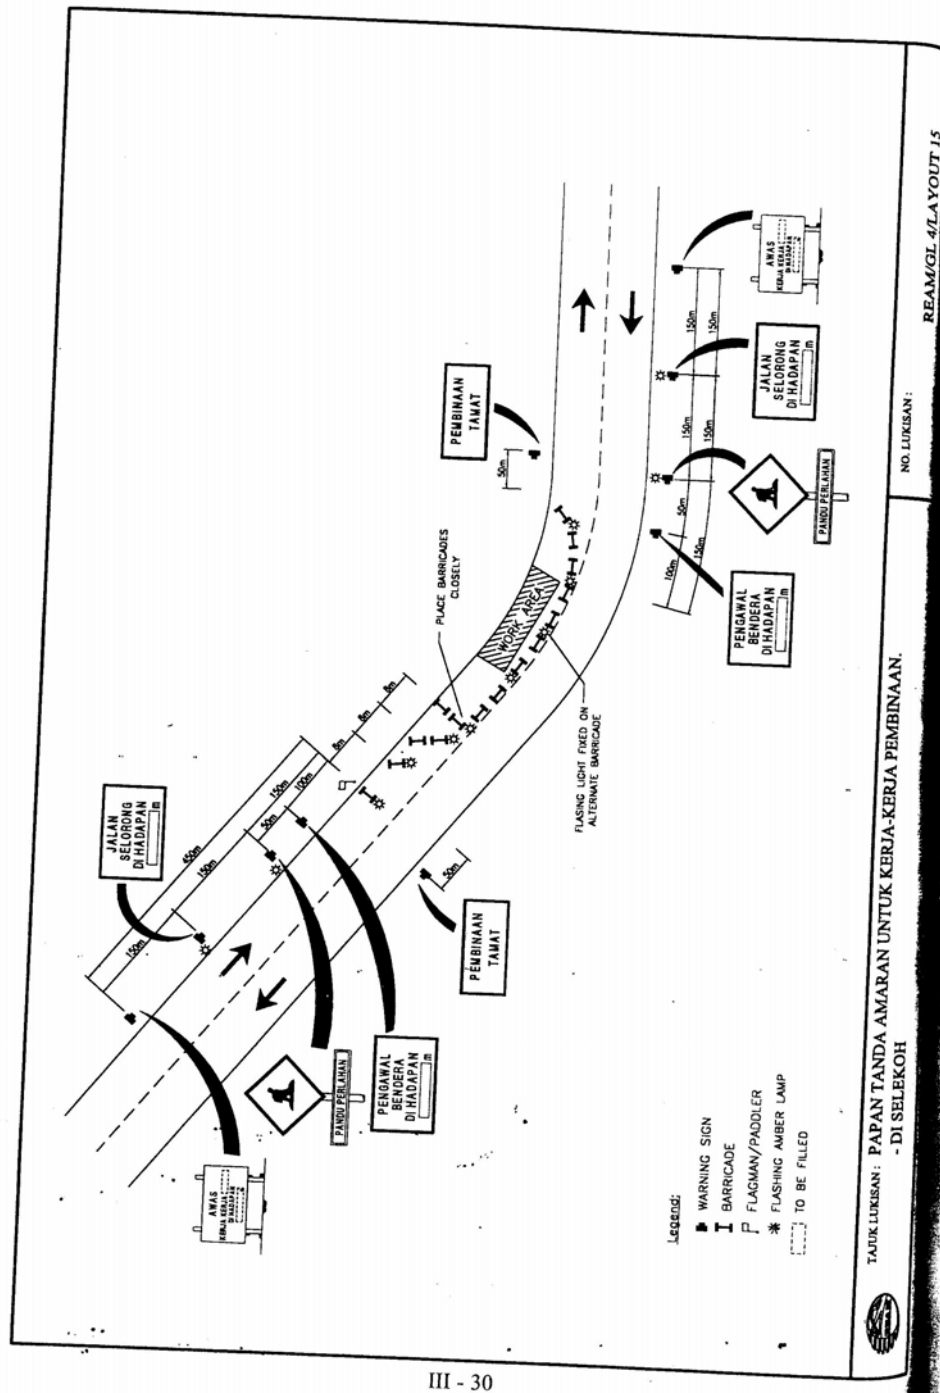 AWAS
KERJA KERJA
DI HADAPAN
JALAN
SELORONG
DI HADAPAN
m
PANDU PERLAHAN
PENGAWAL
BENDERA
DI HADAPAN
m
150m
150m
450m
50m
150m
100m
8m
8m
8m
PEMBINAAN
TAMAT
50m
PLACE BARRICADES
CLOSELY
WORK AREA
FLASING LIGHT FIXED ON
ALTERNATE BARRICADE
PEMBINAAN
TAMAT
50m
PENGAWAL
BENDERA
DI HADAPAN
m
PANDU PERLAHAN
JALAN
SELORONG
DI HADAPAN
m
AWAS
KERJA KERJA
DI HADAPAN
100m
50m
150m
150m
150m
150m
150m
Legend:
WARNING SIGN
BARRICADE
FLAGMAN/PADDLER
FLASHING AMBER LAMP
TO BE FILLED
TAJUK LUKISAN : PAPAN TANDA AMARAN UNTUK KERJA-KERJA PEMBINAAN.
- DI SELEKOH
NO. LUKISAN :
REAM/GL 4/LAYOUT 15
III - 30